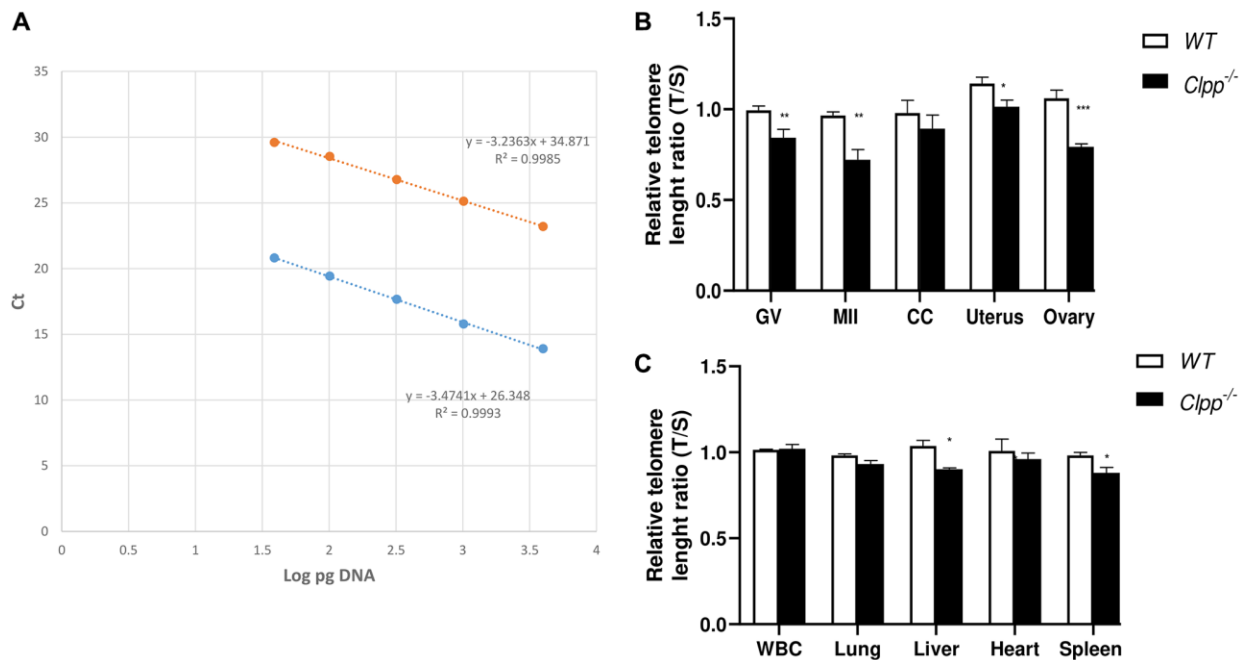 A
35
30
25
20
15
10
5
0
Ct
0 0.5 1 1.5 2 2.5 3 3.5 4
Log pg DNA
y = -3.2363x + 34.871
R² = 0.9985
y = -3.4741x + 26.348
R² = 0.9993
B
Relative telomere
lenght ratio (T/S)
1.5
1.0
0.5
0.0
** ** * ***
GV MII CC Uterus Ovary
WT
Clpp-/-
C
Relative telomere
lenght ratio (T/S)
1.5
1.0
0.5
0.0
* *
WBC Lung Liver Heart Spleen
WT
Clpp-/-